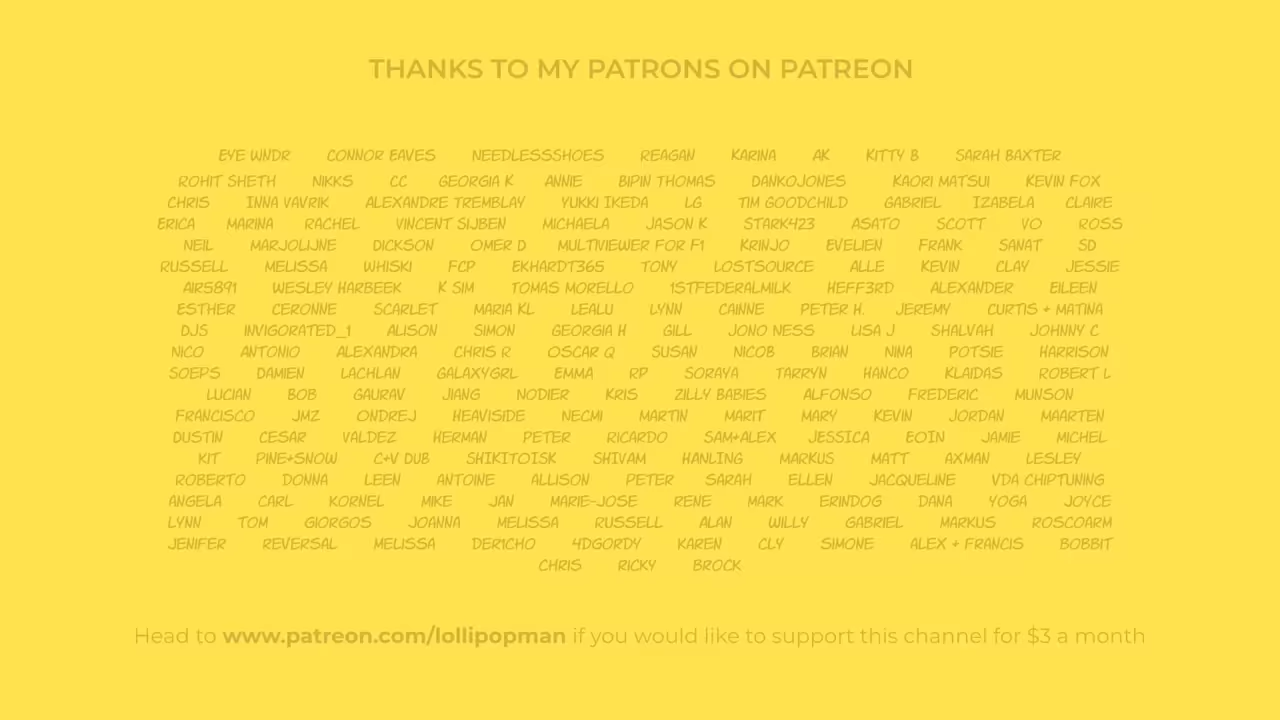 THANKS TO MY PATRONS ON PATREON
EYE WNDR CONNOR EAVES NEEDLESSSHOES REAGAN KARINA AK KITTY B SARAH BAXTER
ROHIT SHETH NIKKS CC GEORGIA K ANNIE BIPIN THOMAS DANKOJONES KAORI MATSUI KEVIN FOX
CHRIS INNA VAVRIK ALEXANDRE TREMBLAY YUKKI IKEDA LG TIM GOODCHILD GABRIEL IZABELA CLAIRE
ERICA MARINA RACHEL VINCENT SIJBEN MICHAELA JASON K STARK423 ASATO SCOTT VO ROSS
NEIL MARJOLIJNE DICKSON OMER D MULTIVIEWER FOR F1 KRINJO EVELIEN FRANK SANAT SD
RUSSELL MELISSA WHISKI FCP EKHARDT365 TONY LOSTSOURCE ALLE KEVIN CLAY JESSIE
AIR5891 WESLEY HARBEEK K SIM TOMAS MORELLO 1STFEDERALMILK HEFF3RD ALEXANDER EILEEN
ESTHER CERONNE SCARLET MARIA KL LEALU LYNN CAINNE PETER H. JEREMY CURTIS + MATINA
DJS INVIGORATED_1 ALISON SIMON GEORGIA H GILL JONO NESS LISA J SHALVAH JOHNNY C
NICO ANTONIO ALEXANDRA CHRIS R OSCAR Q SUSAN NICOB BRIAN NINA POTSIE HARRISON
SOEPS DAMIEN LACHLAN GALAXYGRL EMMA RP SORAYA TARRYN HANCO KLAIDAS ROBERT L
LUCIAN BOB GAURAV JIANG NODIER KRIS ZILLY BABIES ALFONSO FREDERIC MUNSON
FRANCISCO JMZ ONDREJ HEAVISIDE NECMI MARTIN MARIT MARY KEVIN JORDAN MAARTEN
DUSTIN CESAR VALDEZ HERMAN PETER RICARDO SAM+ALEX JESSICA EOIN JAMIE MICHEL
KIT PINE+SNOW C+V DUB SHIKITOISK SHIVAM HANLING MARKUS MATT AXMAN LESLEY
ROBERTO DONNA LEEN ANTOINE ALLISON PETER SARAH ELLEN JACQUELINE VDA CHIPTUNING
ANGELA CARL KORNEL MIKE JAN MARIE-JOSE RENE MARK ERINDOG DANA YOGA JOYCE
LYNN TOM GIORGOS JOANNA MELISSA RUSSELL ALAN WILLY GABRIEL MARKUS ROSCOARM
JENIFER REVERSAL MELISSA DER1CHO 4DGORDY KAREN CLY SIMONE ALEX + FRANCIS BOBBIT
CHRIS RICKY BROCK
Head to www.patreon.com/lollipopman if you would like to support this channel for $3 a month